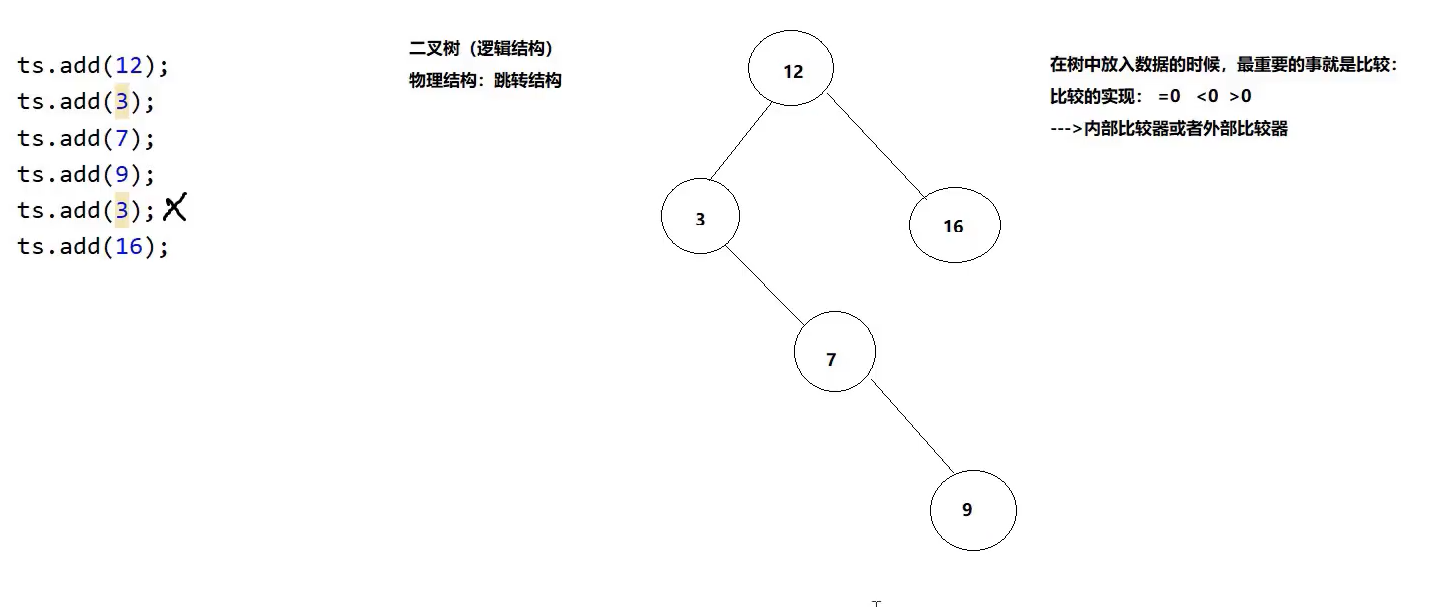 ts.add(12);
ts.add(3);
ts.add(7);
ts.add(9);
ts.add(3); X
ts.add(16);
二叉树（逻辑结构）
物理结构：跳转结构
12
3
16
7
9
在树中放入数据的时候，最重要的事就是比较：
比较的实现： =0 <0 >0
--->内部比较器或者外部比较器